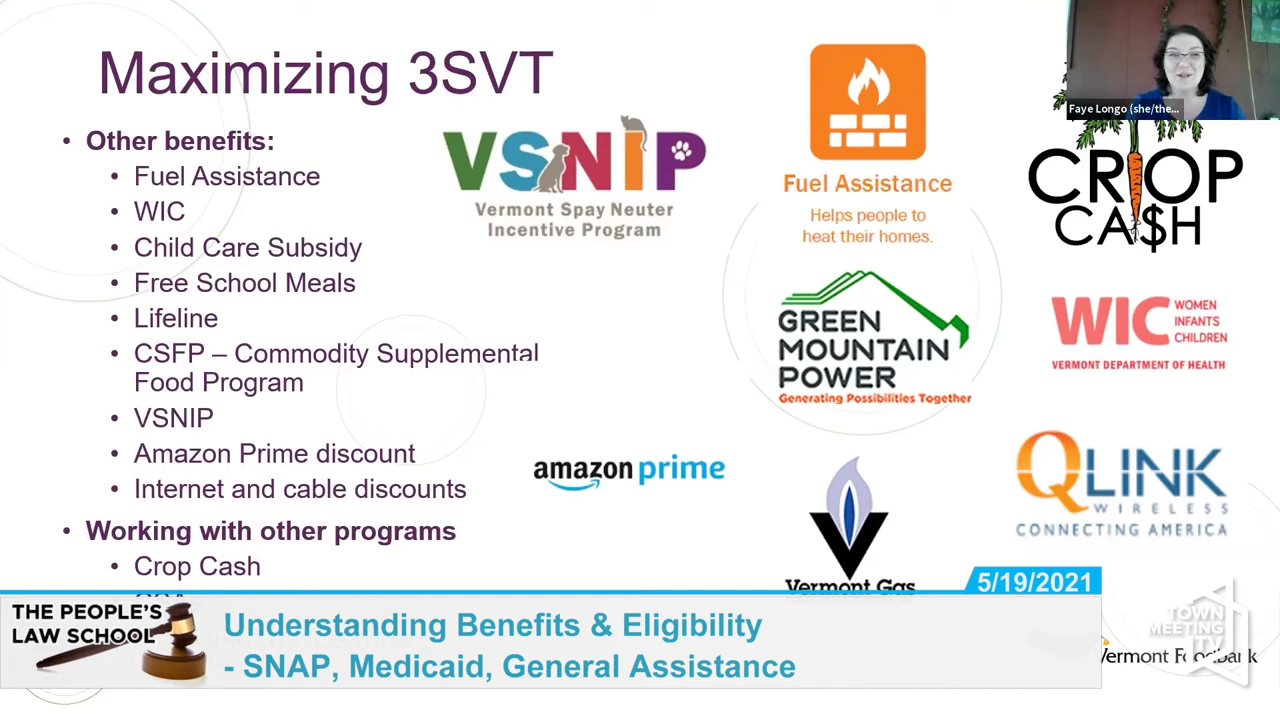 Maximizing 3SVT
Other benefits:
Fuel Assistance
WIC
Child Care Subsidy
Free School Meals
Lifeline
CSFP – Commodity Supplemental
Food Program
VSNIP
Amazon Prime discount
Internet and cable discounts
Working with other programs
Crop Cash
VSNIP
Vermont Spay Neuter
Incentive Program
Fuel Assistance
Helps people to
heat their homes.
GREEN
MOUNTAIN
POWER
Generating Possibilities Together
amazon prime
Vermont Gas
Faye Longo (she/the...
CROP
CA$H
WIC WOMEN
INFANTS
CHILDREN
VERMONT DEPARTMENT OF HEALTH
QLINK
WIRELESS
CONNECTING AMERICA
5/19/2021
THE PEOPLE'S
LAW SCHOOL
Understanding Benefits & Eligibility
- SNAP, Medicaid, General Assistance
TOWN
MEETING
TV
Vermont Foodbank